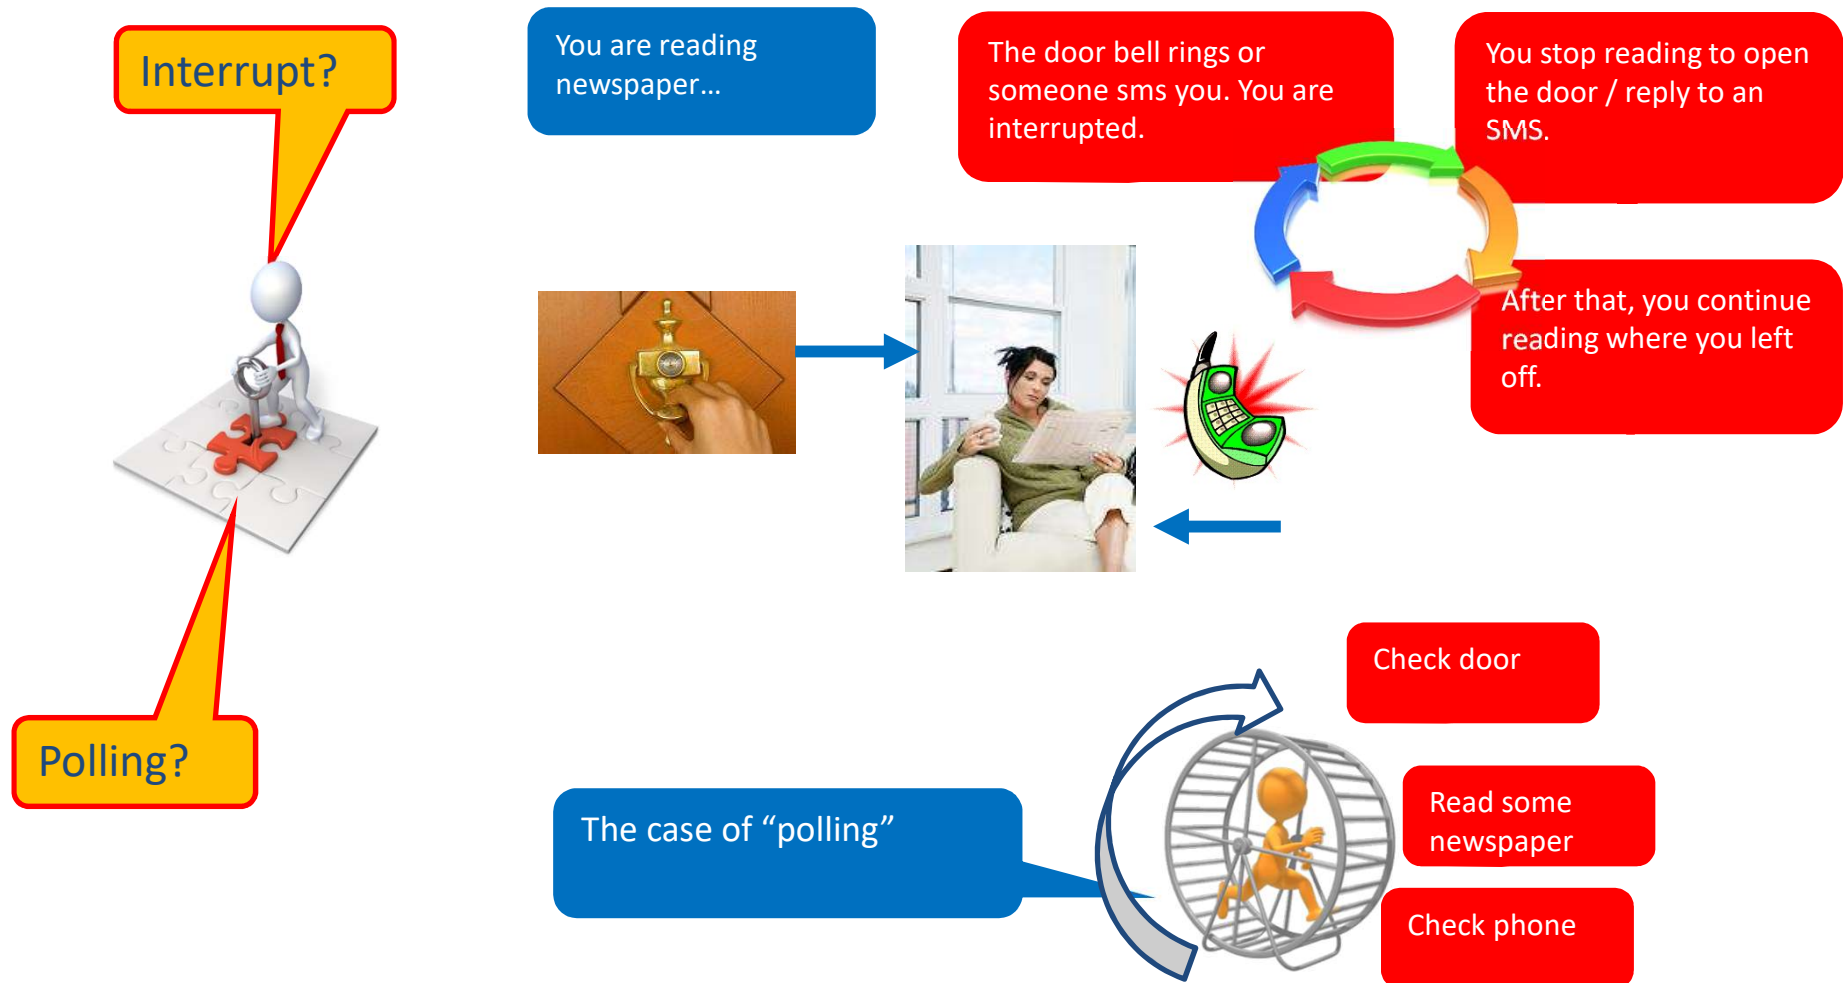 Interrupt?
You are reading
newspaper...
The door bell rings or
someone sms you. You are
interrupted.
You stop reading to open
the door / reply to an
SMS.
After that, you continue
reading where you left
off.
Polling?
The case of “polling”
Check door
Read some
newspaper
Check phone